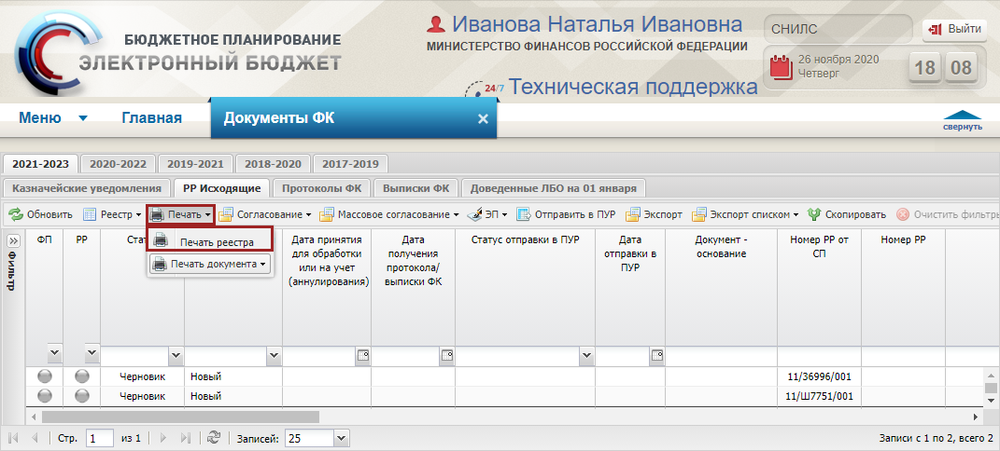 БЮДЖЕТНОЕ ПЛАНИРОВАНИЕ
ЭЛЕКТРОННЫЙ БЮДЖЕТ
Иванова Наталья Ивановна
МИНИСТЕРСТВО ФИНАНСОВ РОССИЙСКОЙ ФЕДЕРАЦИИ
24/7 Техническая поддержка
СНИЛС
Выйти
26 ноября 2020
Четверг
18 08
Меню Главная Документы ФК
свернуть
2021-2023 2020-2022 2019-2021 2018-2020 2017-2019
Казначейские уведомления РР Исходящие Протоколы ФК Выписки ФК Доведенные ЛБО на 01 января
Обновить Реестр Печать Согласование Массовое согласование ЭП Отправить в ПУР Экспорт Экспорт списком Скопировать Очистить фильтры
Печать реестра
Печать документа
Фильтр
ФП
РР
Стат
Дата принятия
для обработки
или на учет
(аннулирования)
Дата
получения
протокола/
выписки ФК
Статус отправки в ПУР
Дата
отправки в
ПУР
Документ -
основание
Номер РР от
СП
Номер РР
Черновик Новый 11/36996/001
Черновик Новый 11/Ш7751/001
Стр. 1 из 1 Записей: 25 Записи с 1 по 2, всего 2